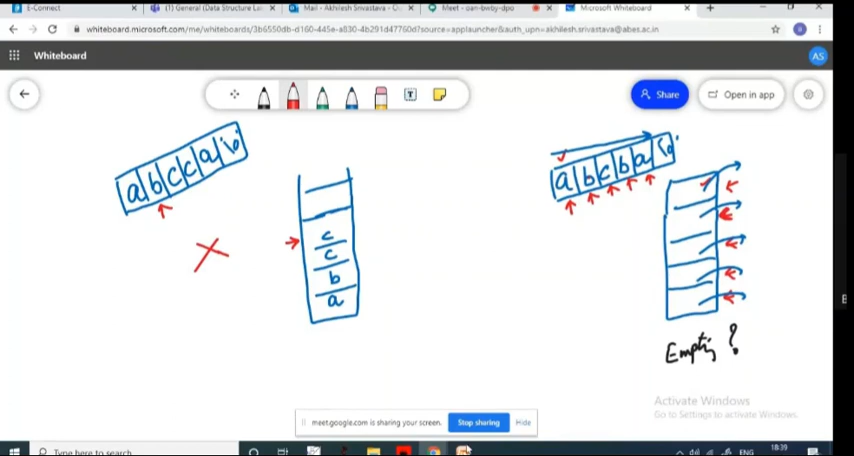 E-Connect
(1) General (Data Structure La
Mail - Akhilesh Srivastava - O
Meet - oan-bwby-dpo
Microsoft Whiteboard
whiteboard.microsoft.com/me/whiteboards/3b6550db-d160-445e-a830-4b291d47760d?source=applauncher&auth_upn=akhilesh.srivastava@abes.ac.in
Whiteboard
AS
T
Share
Open in app
a b c c a \0
a b c b a \0
c
c
b
a
Empty ?
Activate Windows
Go to Settings to activate Windows.
meet.google.com is sharing your screen.
Stop sharing
Hide
Type here to search
ENG
18:39